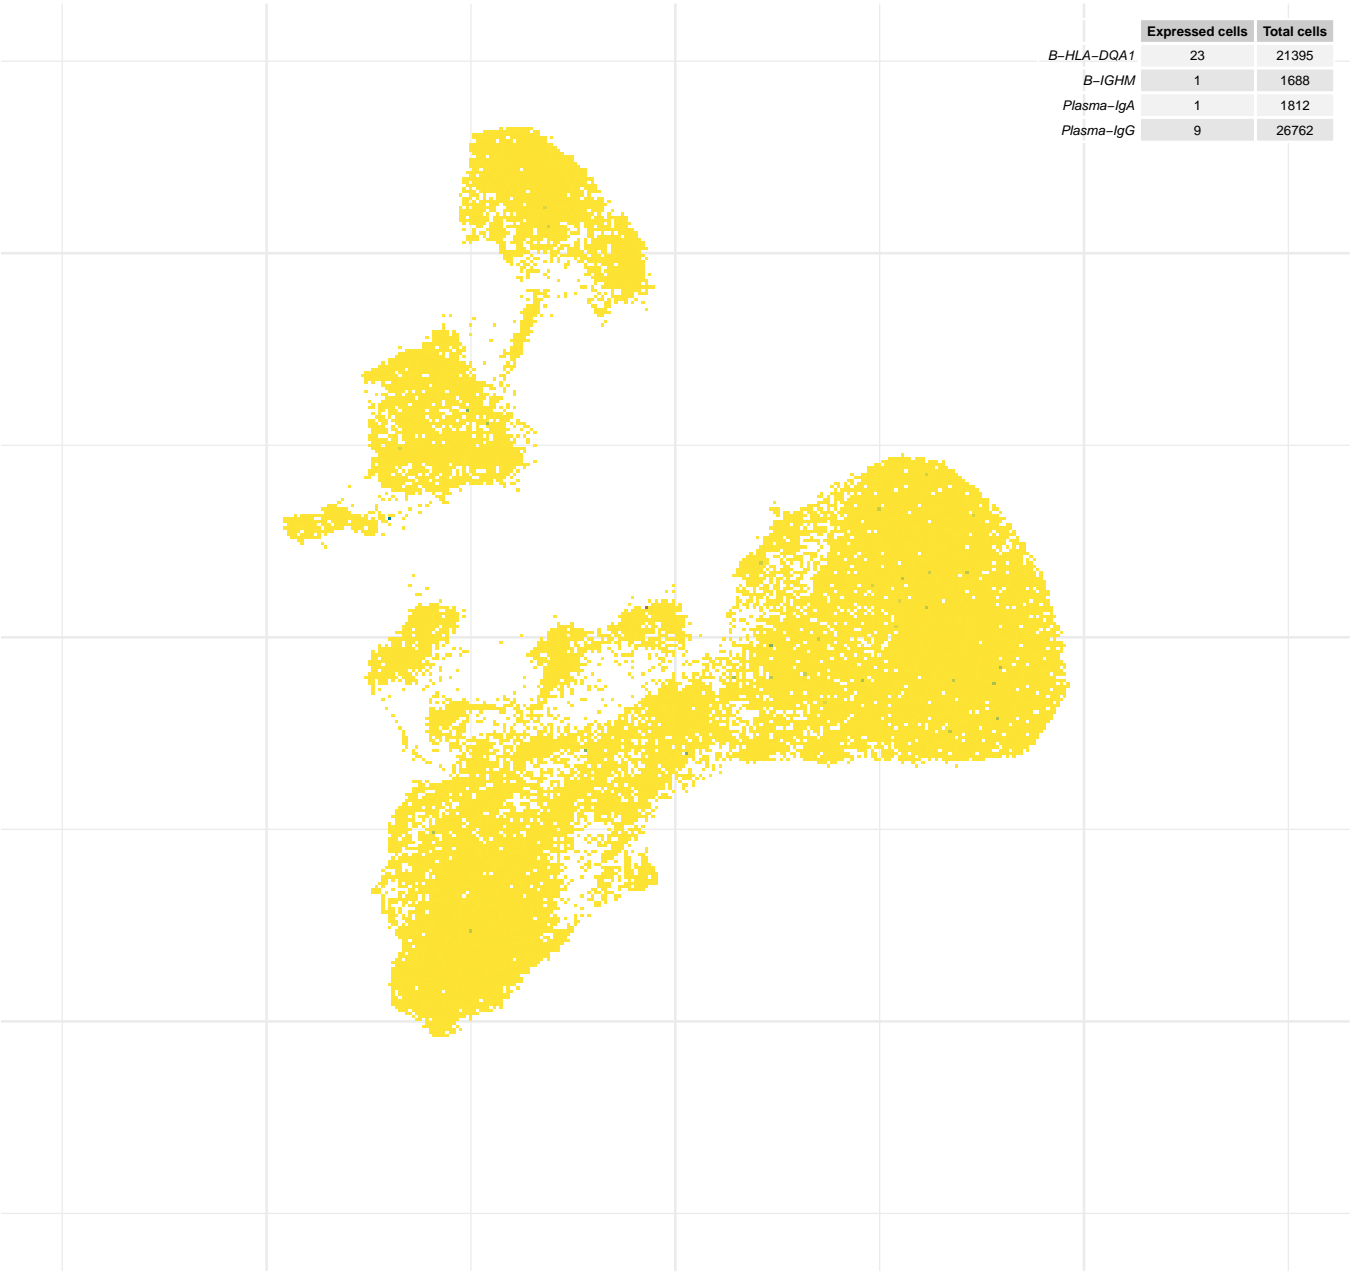 Expressed cells Total cells
B−HLA−DQA1 23 21395
B−IGHM 1 1688
Plasma−IgA 1 1812
Plasma−IgG 9 26762